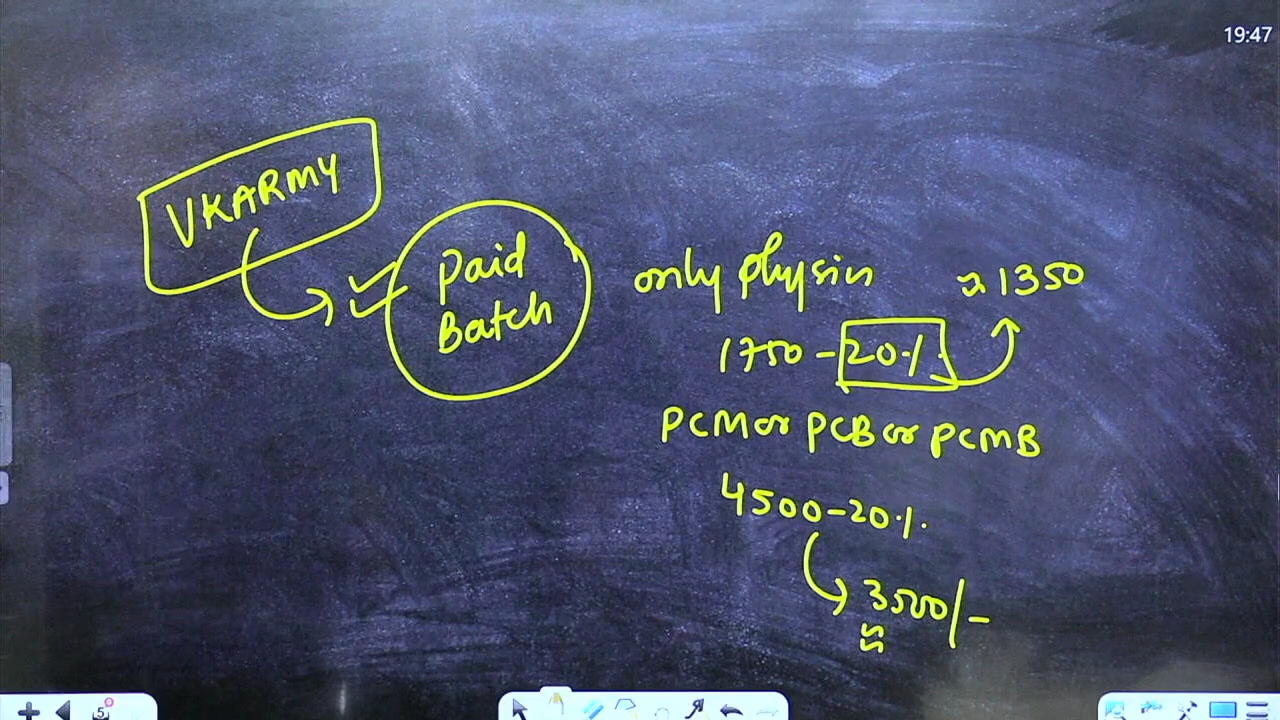 19:47
VKARMY
Paid
Batch
only physics ≈1350
1750-20%
PCM or PCB or PCMB
4500-20%.
3500/-